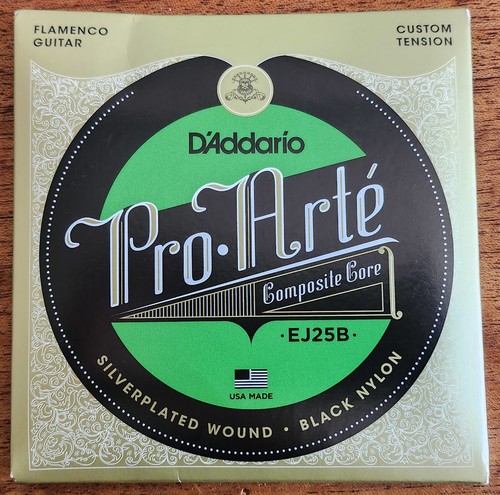 FLAMENCO
GUITAR
CUSTOM
TENSION
D'Addario
Pro·Arté
Composite Core
·EJ25B·
USA MADE
SILVERPLATED WOUND · BLACK NYLON